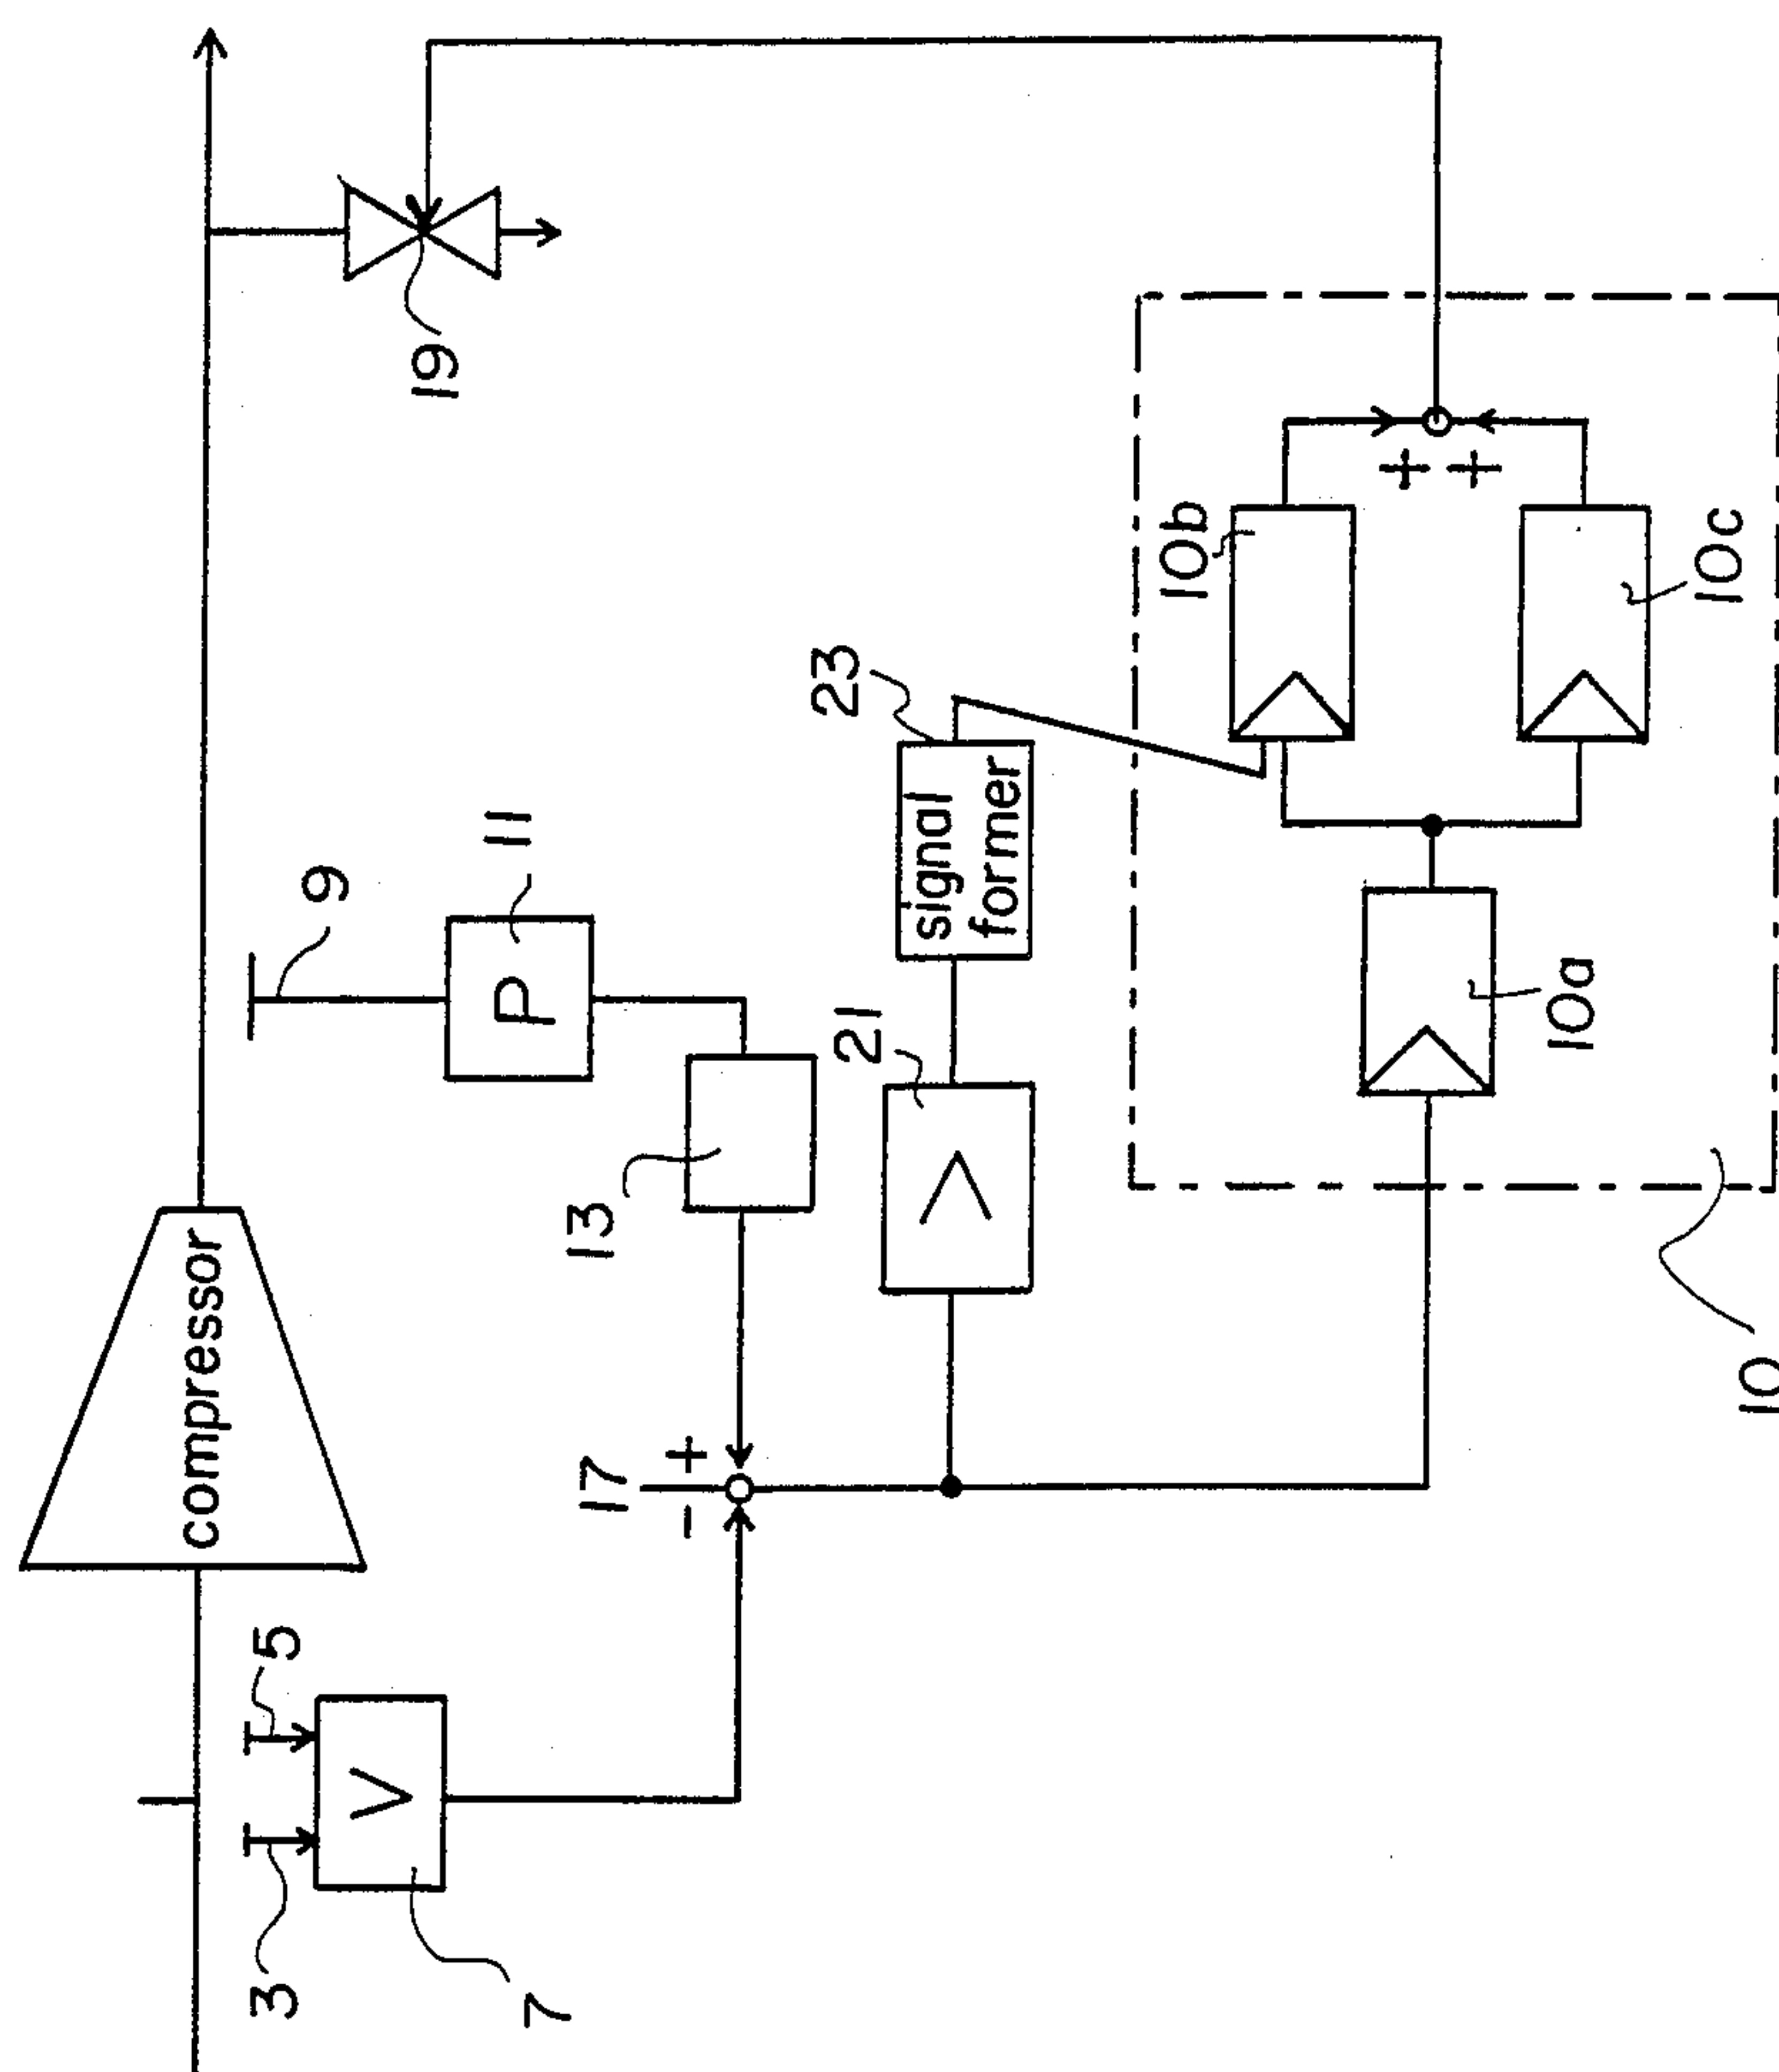 compressor
3
5
9
V
19
P
11
7
13
17
- +
21
>
23
signal
former
10b
+
+
10a
10c
10